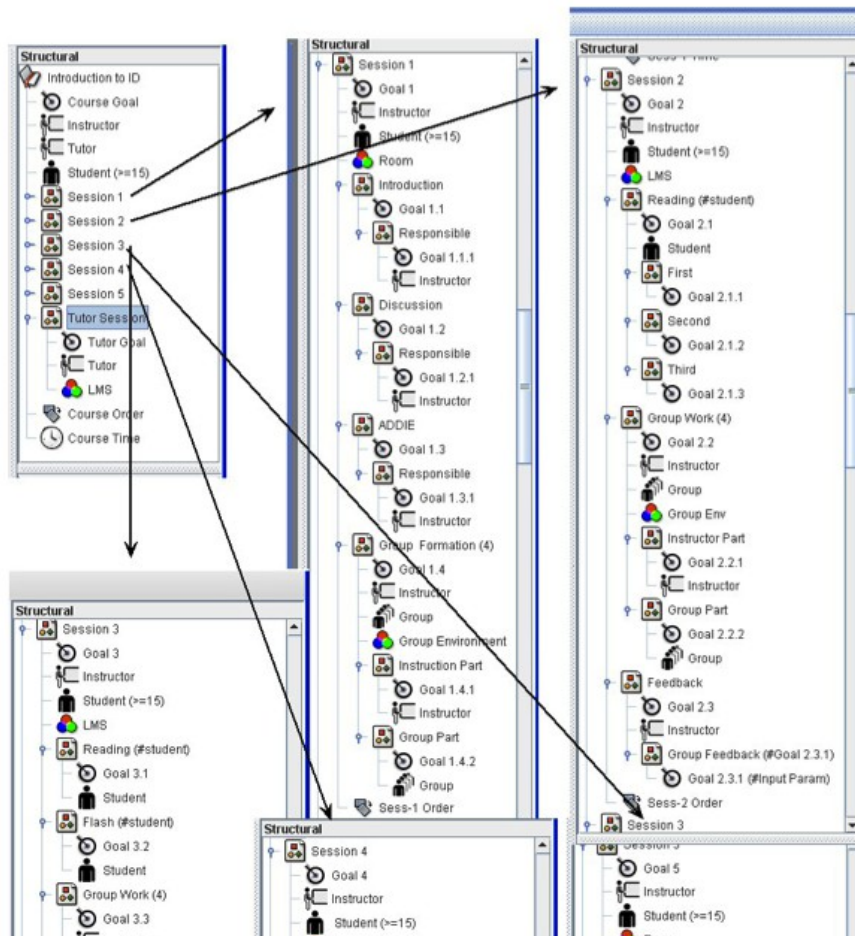 Structural
Introduction to ID
Course Goal
Instructor
Tutor
Student (>=15)
Session 1
Session 2
Session 3
Session 4
Session 5
Tutor Session
Tutor Goal
Tutor
LMS
Course Order
Course Time
Structural
Session 1
Goal 1
Instructor
Student (>=15)
Room
Introduction
Goal 1.1
Responsible
Goal 1.1.1
Instructor
Discussion
Goal 1.2
Responsible
Goal 1.2.1
Instructor
ADDIE
Goal 1.3
Responsible
Goal 1.3.1
Instructor
Group Formation (4)
Goal 1.4
Instructor
Group
Group Environment
Instruction Part
Goal 1.4.1
Instructor
Group Part
Goal 1.4.2
Group
Sess-1 Order
Structural
Sess-1 Time
Session 2
Goal 2
Instructor
Student (>=15)
LMS
Reading (#student)
Goal 2.1
Student
First
Goal 2.1.1
Second
Goal 2.1.2
Third
Goal 2.1.3
Group Work (4)
Goal 2.2
Instructor
Group
Group Env
Instructor Part
Goal 2.2.1
Instructor
Group Part
Goal 2.2.2
Group
Feedback
Goal 2.3
Instructor
Group Feedback (#Goal 2.3.1)
Goal 2.3.1 (#Input Param)
Sess-2 Order
Session 3
Structural
Session 3
Goal 3
Instructor
Student (>=15)
LMS
Reading (#student)
Goal 3.1
Student
Flash (#student)
Goal 3.2
Student
Group Work (4)
Goal 3.3
Structural
Session 4
Goal 4
Instructor
Student (>=15)
Goal 5
Instructor
Student (>=15)